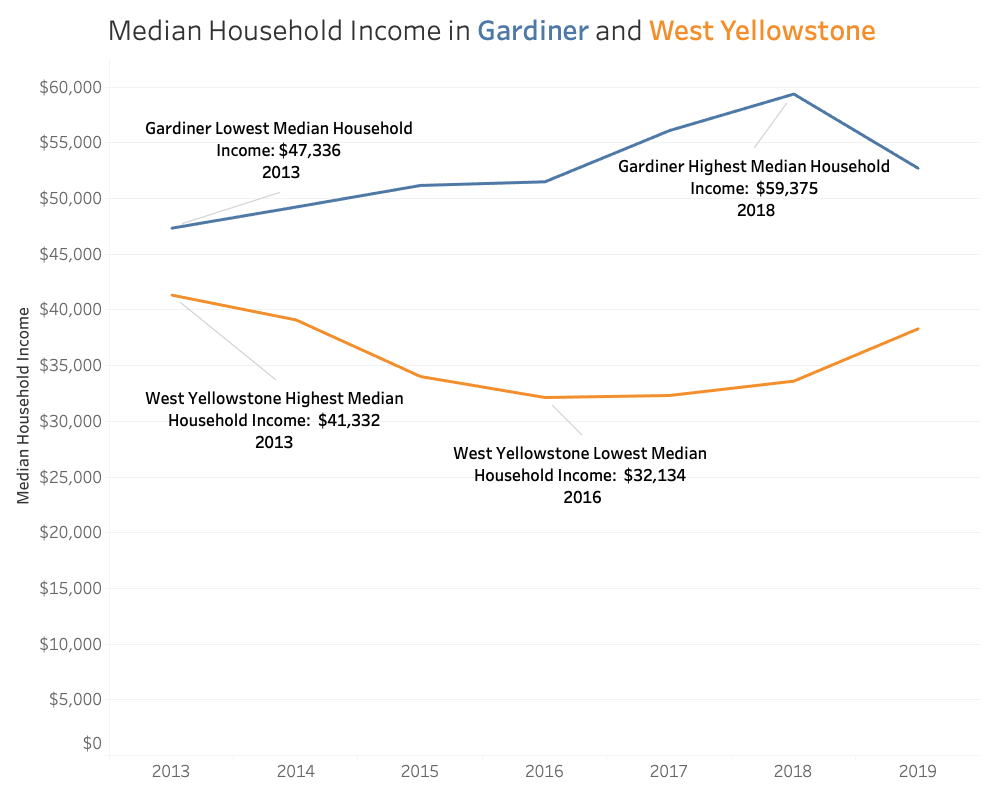 Median Household Income in Gardiner and West Yellowstone
$60,000
$55,000
$50,000
$45,000
$40,000
$35,000
$30,000
$25,000
$20,000
$15,000
$10,000
$5,000
$0
Median Household Income
Gardiner Lowest Median Household
Income: $47,336
2013
Gardiner Highest Median Household
Income:  $59,375
2018
West Yellowstone Highest Median
Household Income:  $41,332
2013
West Yellowstone Lowest Median
Household Income:  $32,134
2016
2013
2014
2015
2016
2017
2018
2019